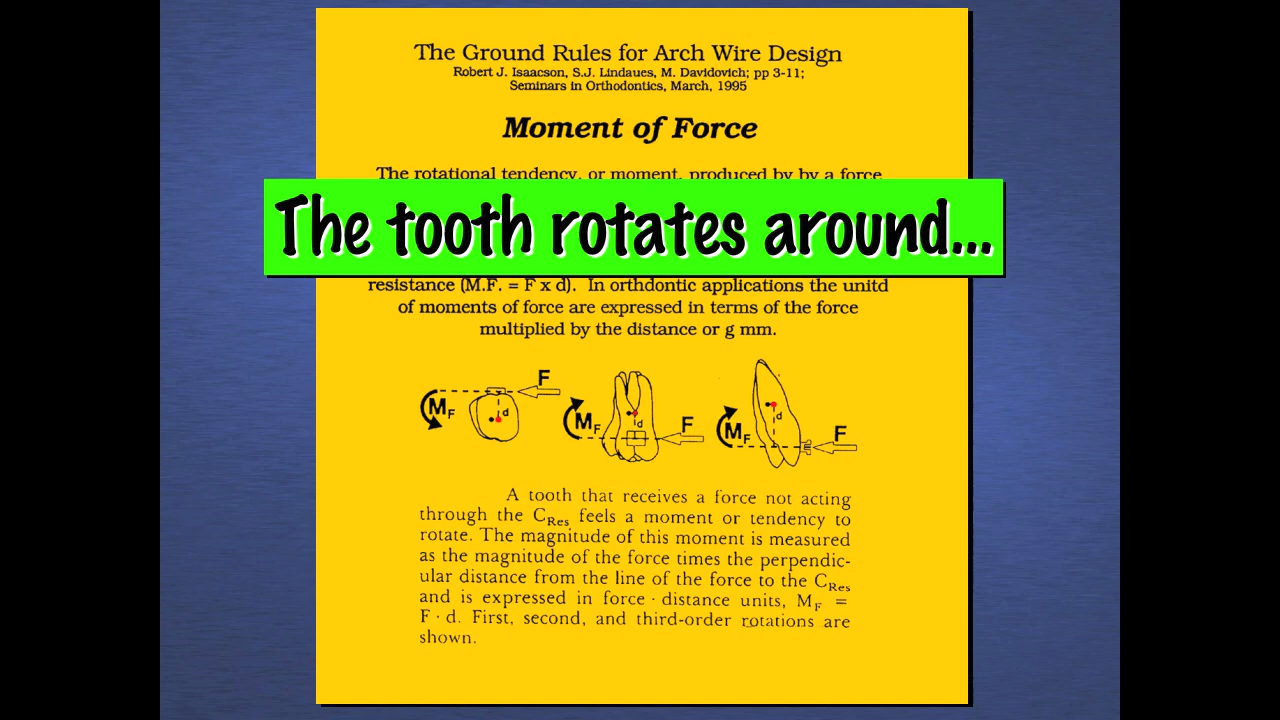 The Ground Rules for Arch Wire Design
Robert J. Isaacson, S.J. Lindaues, M. Davidovich; pp 3-11;
Seminars in Orthodontics, March, 1995
Moment of Force
The rotational tendency, or moment, produced by by a force
The tooth rotates around...
resistance (M.F. = F x d). In orthdontic applications the unitd
of moments of force are expressed in terms of the force
multiplied by the distance or g mm.
MF d F
MF d F
MF d F
A tooth that receives a force not acting
through the CRes feels a moment or tendency to
rotate. The magnitude of this moment is measured
as the magnitude of the force times the perpendic-
ular distance from the line of the force to the CRes
and is expressed in force · distance units, MF =
F · d. First, second, and third-order rotations are
shown.